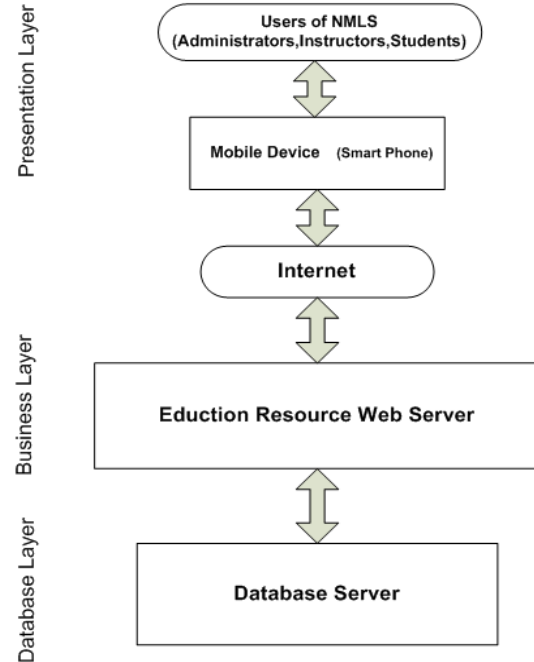 Presentation Layer
Users of NMLS
(Administrators,Instructors,Students)
Mobile Device (Smart Phone)
Internet
Business Layer
Eduction Resource Web Server
Database Layer
Database Server